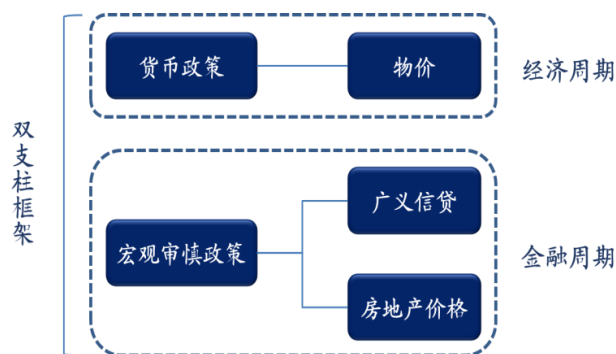 双支柱框架
货币政策
物价
经济周期
宏观审慎政策
广义信贷
房地产价格
金融周期